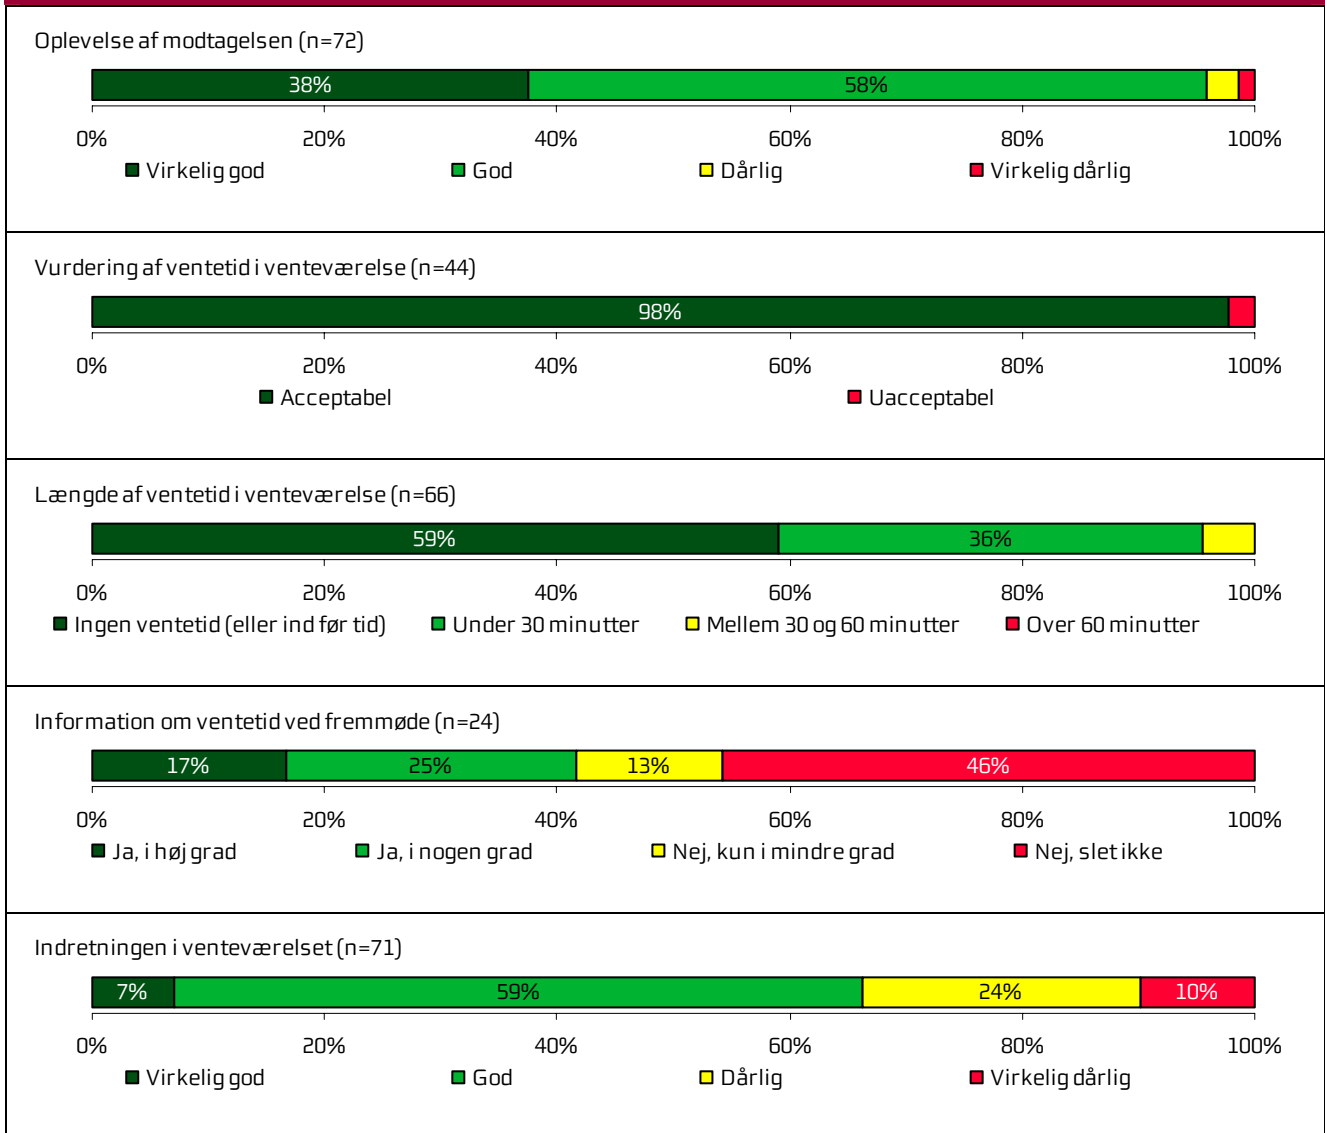 Oplevelse af modtagelsen (n=72)
38% 58%
0% 20% 40% 60% 80% 100%
Virkelig god God Dårlig Virkelig dårlig
Vurdering af ventetid i venteværelse (n=44)
98%
0% 20% 40% 60% 80% 100%
Acceptabel Uacceptabel
Længde af ventetid i venteværelse (n=66)
59% 36%
0% 20% 40% 60% 80% 100%
Ingen ventetid (eller ind før tid) Under 30 minutter Mellem 30 og 60 minutter Over 60 minutter
Information om ventetid ved fremmøde (n=24)
17% 25% 13% 46%
0% 20% 40% 60% 80% 100%
Ja, i høj grad Ja, i nogen grad Nej, kun i mindre grad Nej, slet ikke
Indretningen i venteværelset (n=71)
7% 59% 24% 10%
0% 20% 40% 60% 80% 100%
Virkelig god God Dårlig Virkelig dårlig